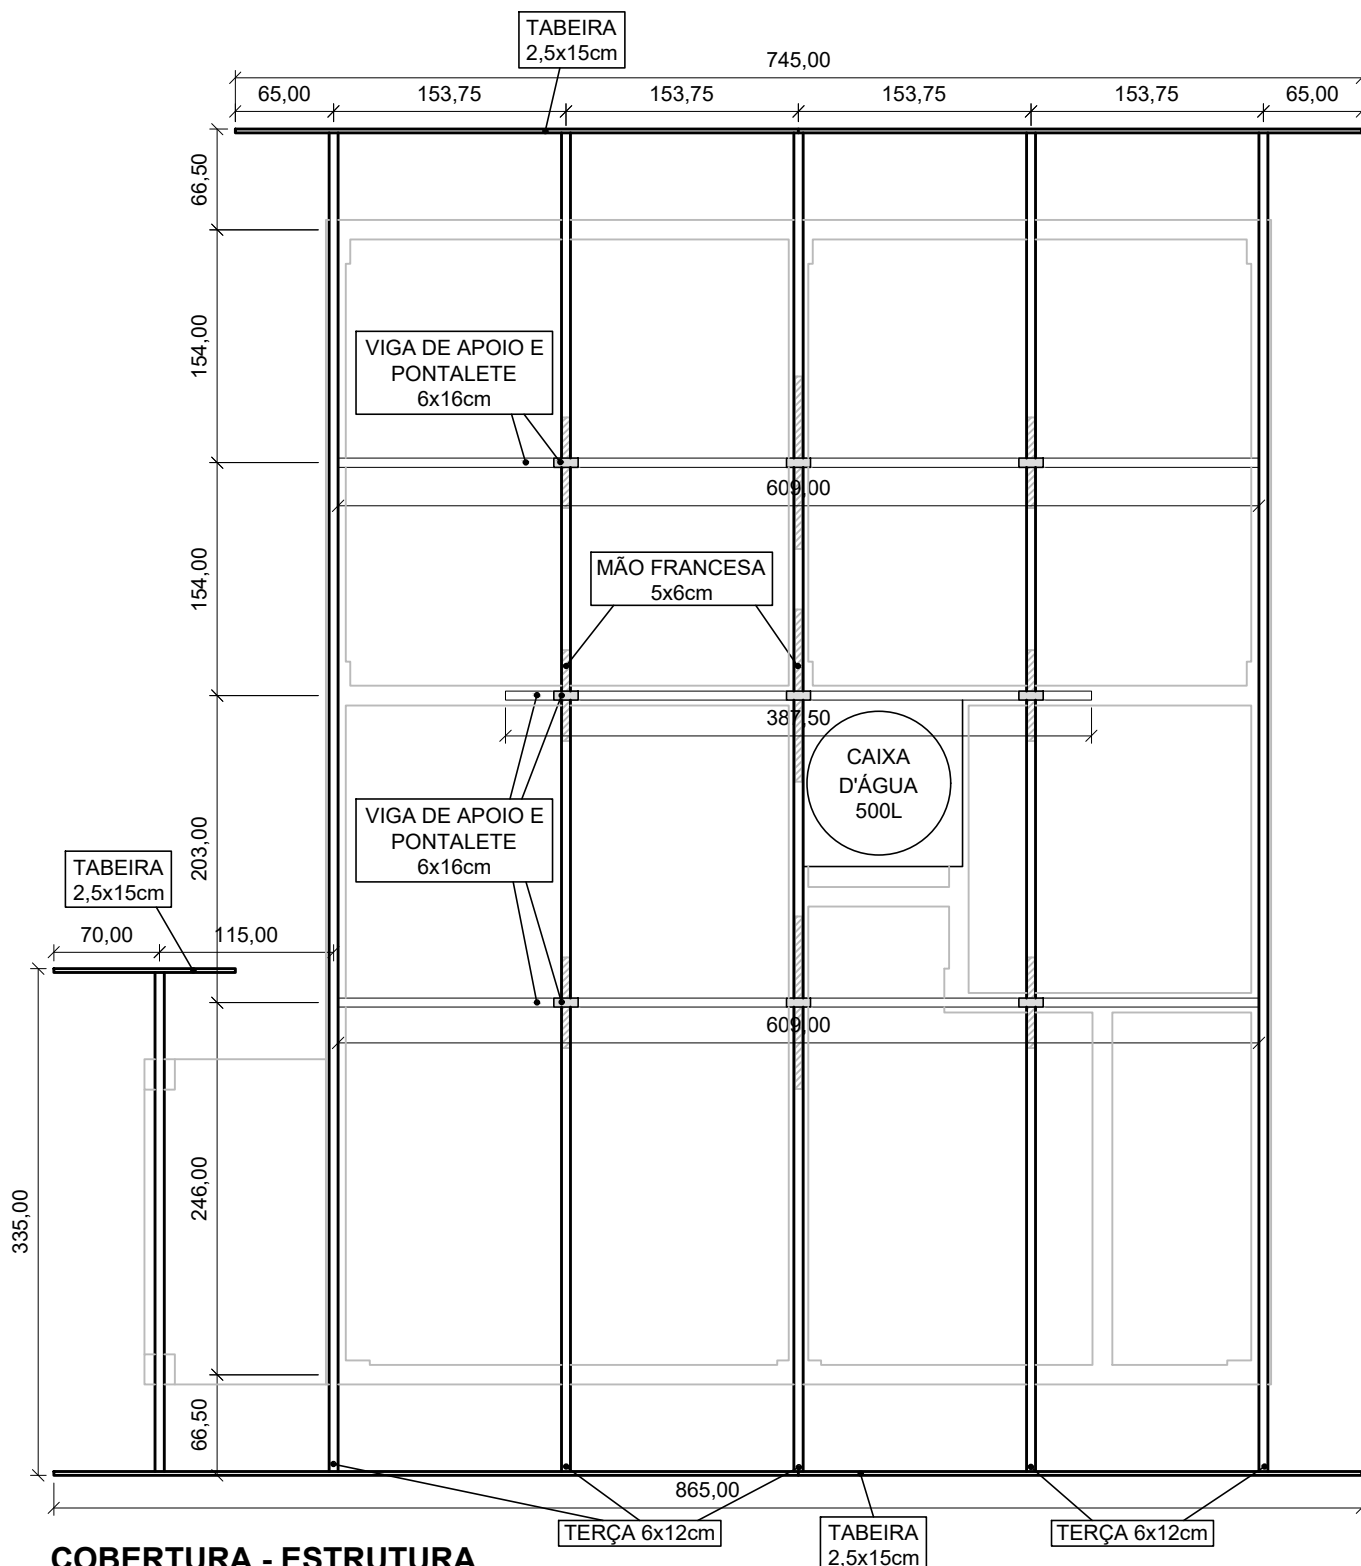 TABEIRA
2,5x15cm
745,00
65,00
153,75
153,75
153,75
153,75
65,00
66,50
154,00
VIGA DE APOIO E
PONTALETE
6x16cm
609,00
154,00
MÃO FRANCESA
5x6cm
387,50
CAIXA
D'ÁGUA
500L
VIGA DE APOIO E
PONTALETE
6x16cm
203,00
TABEIRA
2,5x15cm
70,00
115,00
609,00
246,00
335,00
66,50
865,00
TERÇA 6x12cm
TABEIRA
2,5x15cm
TERÇA 6x12cm
COBERTURA - ESTRUTURA